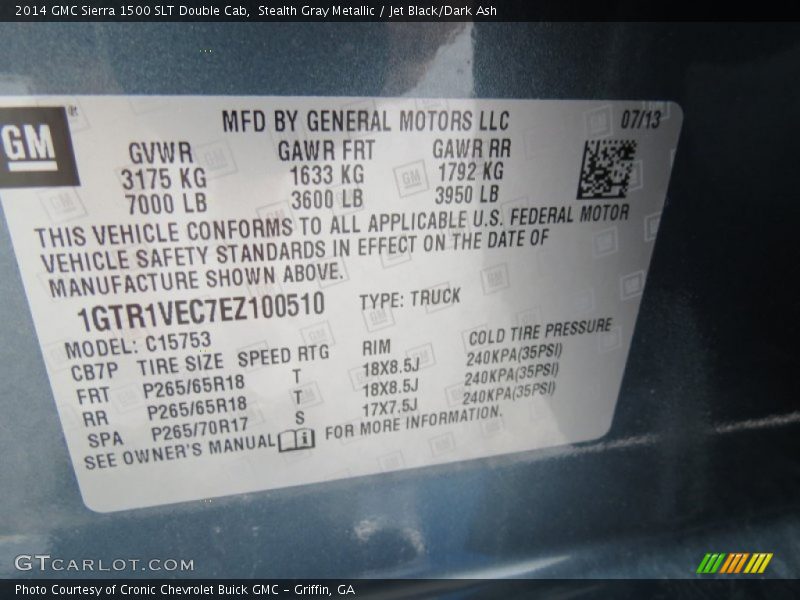 2014 GMC Sierra 1500 SLT Double Cab,  Stealth Gray Metallic / Jet Black/Dark Ash
GM
MFD BY GENERAL MOTORS LLC 07/13
GVWR GAWR FRT GAWR RR
3175 KG 1633 KG 1792 KG
7000 LB 3600 LB 3950 LB
THIS VEHICLE CONFORMS TO ALL APPLICABLE U.S. FEDERAL MOTOR
VEHICLE SAFETY STANDARDS IN EFFECT ON THE DATE OF
MANUFACTURE SHOWN ABOVE.
1GTR1VEC7EZ100510 TYPE: TRUCK
MODEL: C15753
CB7P TIRE SIZE SPEED RTG RIM COLD TIRE PRESSURE
FRT P265/65R18 T 18X8.5J 240KPA(35PSI)
RR P265/65R18 T 18X8.5J 240KPA(35PSI)
SPA P265/70R17 S 17X7.5J 240KPA(35PSI)
SEE OWNER'S MANUAL FOR MORE INFORMATION.
GTCARLOT.COM
Photo Courtesy of Cronic Chevrolet Buick GMC – Griffin, GA